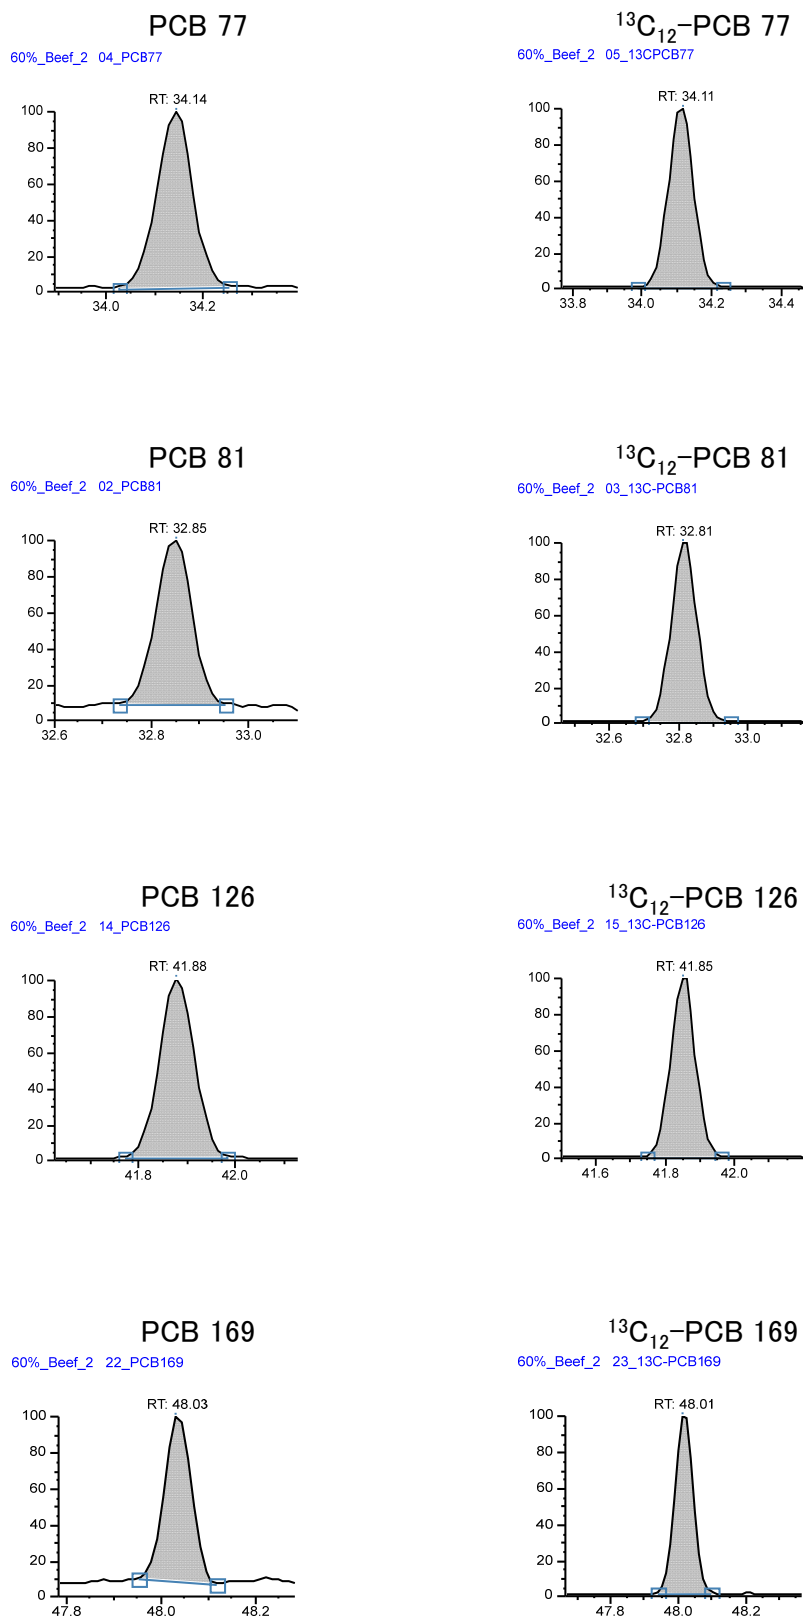 PCB 77
60%_Beef_2 04_PCB77
RT: 34.14
100
80
60
40
20
0
34.0 34.2
¹³C₁₂-PCB 77
60%_Beef_2 05_13CPCB77
RT: 34.11
100
80
60
40
20
0
33.8 34.0 34.2 34.4
PCB 81
60%_Beef_2 02_PCB81
RT: 32.85
100
80
60
40
20
0
32.6 32.8 33.0
¹³C₁₂-PCB 81
60%_Beef_2 03_13C-PCB81
RT: 32.81
100
80
60
40
20
0
32.6 32.8 33.0
PCB 126
60%_Beef_2 14_PCB126
RT: 41.88
100
80
60
40
20
0
41.8 42.0
¹³C₁₂-PCB 126
60%_Beef_2 15_13C-PCB126
RT: 41.85
100
80
60
40
20
0
41.6 41.8 42.0
PCB 169
60%_Beef_2 22_PCB169
RT: 48.03
100
80
60
40
20
0
47.8 48.0 48.2
¹³C₁₂-PCB 169
60%_Beef_2 23_13C-PCB169
RT: 48.01
100
80
60
40
20
0
47.8 48.0 48.2